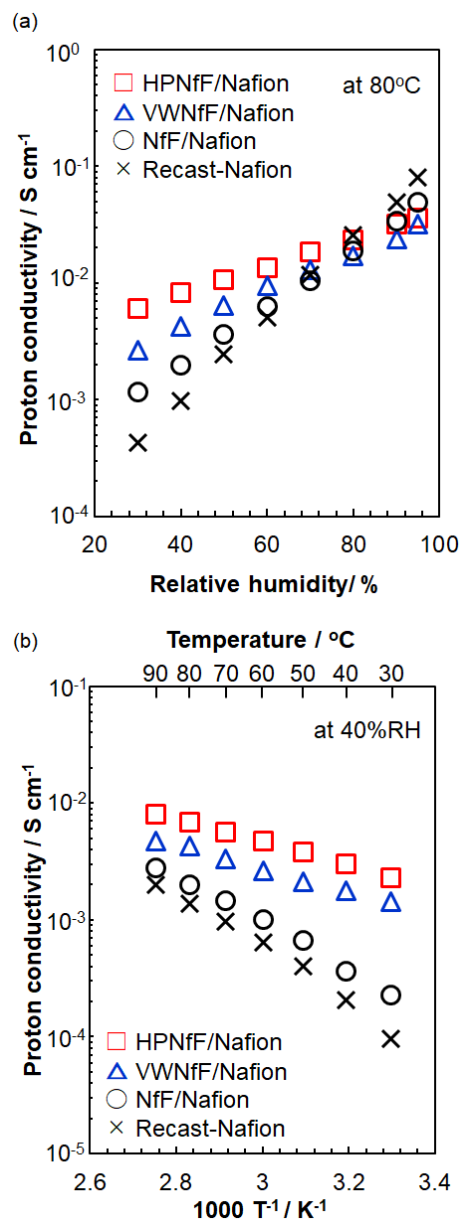 (a)
10⁰
HPNfF/Nafion
at 80ºC
VWNfF/Nafion
NfF/Nafion
Recast-Nafion
10⁻¹
10⁻²
10⁻³
10⁻⁴
Proton conductivity / S cm⁻¹
20 40 60 80 100
Relative humidity/ %
(b)
Temperature / ºC
90 80 70 60 50 40 30
10⁻¹
at 40%RH
10⁻²
10⁻³
10⁻⁴
10⁻⁵
Proton conductivity / S cm⁻¹
HPNfF/Nafion
VWNfF/Nafion
NfF/Nafion
Recast-Nafion
2.6 2.8 3 3.2 3.4
1000 T⁻¹ / K⁻¹